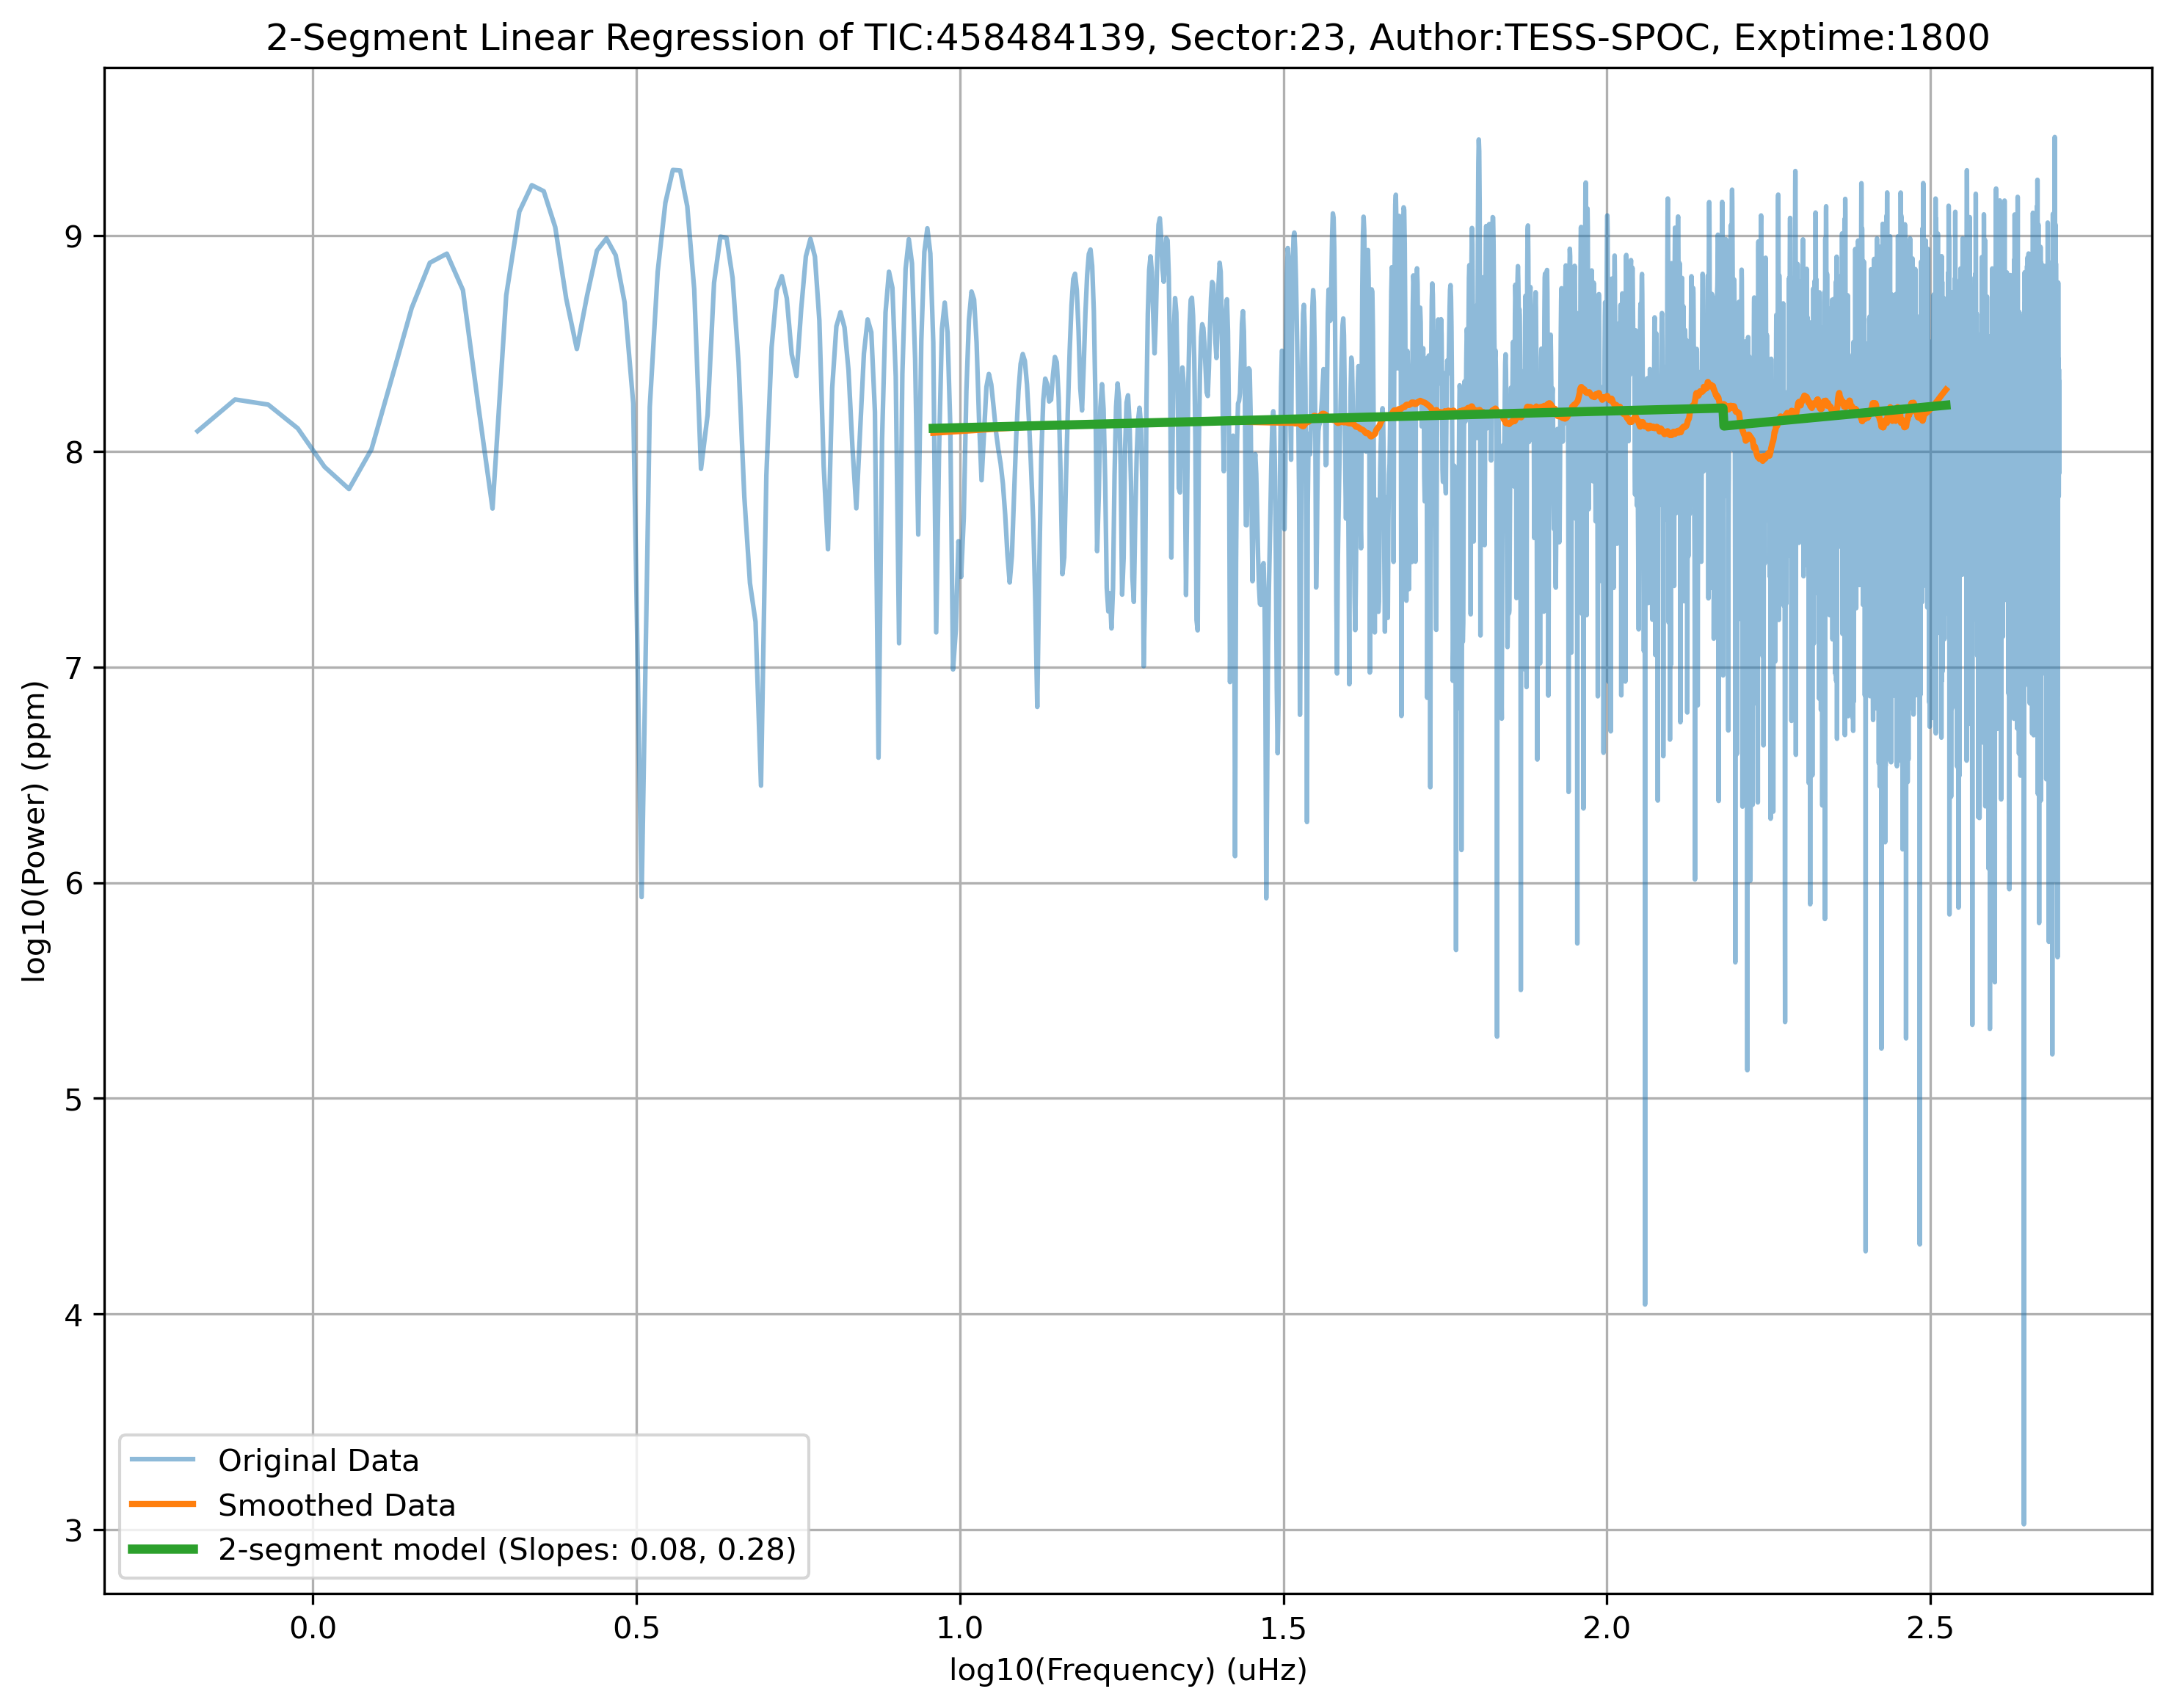 2-Segment Linear Regression of TIC:458484139, Sector:23, Author:TESS-SPOC, Exptime:1800
log10(Power) (ppm)
9
8
7
6
5
4
3
Original Data
Smoothed Data
2-segment model (Slopes: 0.08, 0.28)
0.0 0.5 1.0 1.5 2.0 2.5
log10(Frequency) (uHz)